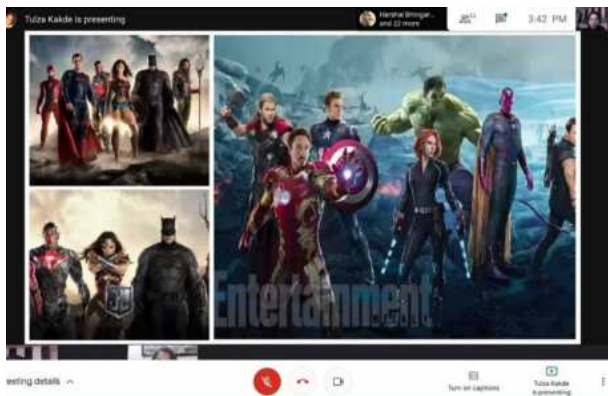 Tulza Kakde is presenting
and 22 more
3:42 PM
Entertainment
eeting details
Turn on captions
Tulza Kakde
is presenting